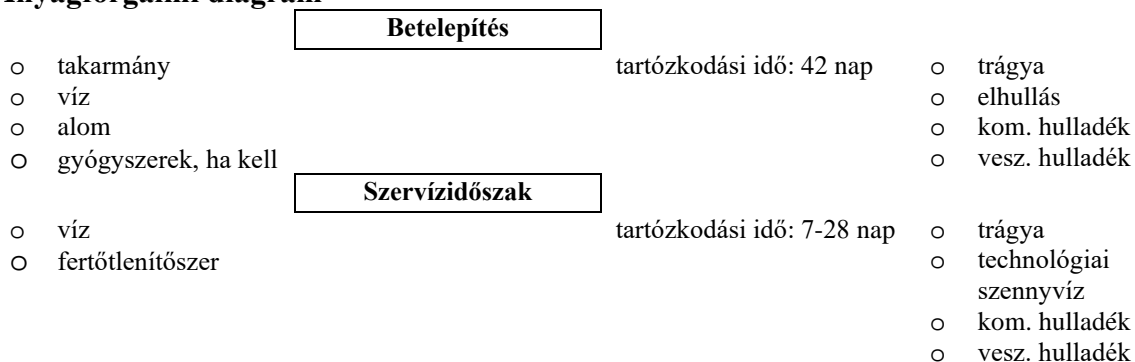 Anyagforgalmi diagram
Betelepítés
o takarmány tartózkodási idő: 42 nap o trágya
o víz o elhullás
o alom o kom. hulladék
o gyógyszerek, ha kell o vesz. hulladék
Szervízidőszak
o víz tartózkodási idő: 7-28 nap o trágya
o fertőtlenítőszer o technológiai
szennyvíz
o kom. hulladék
o vesz. hulladék